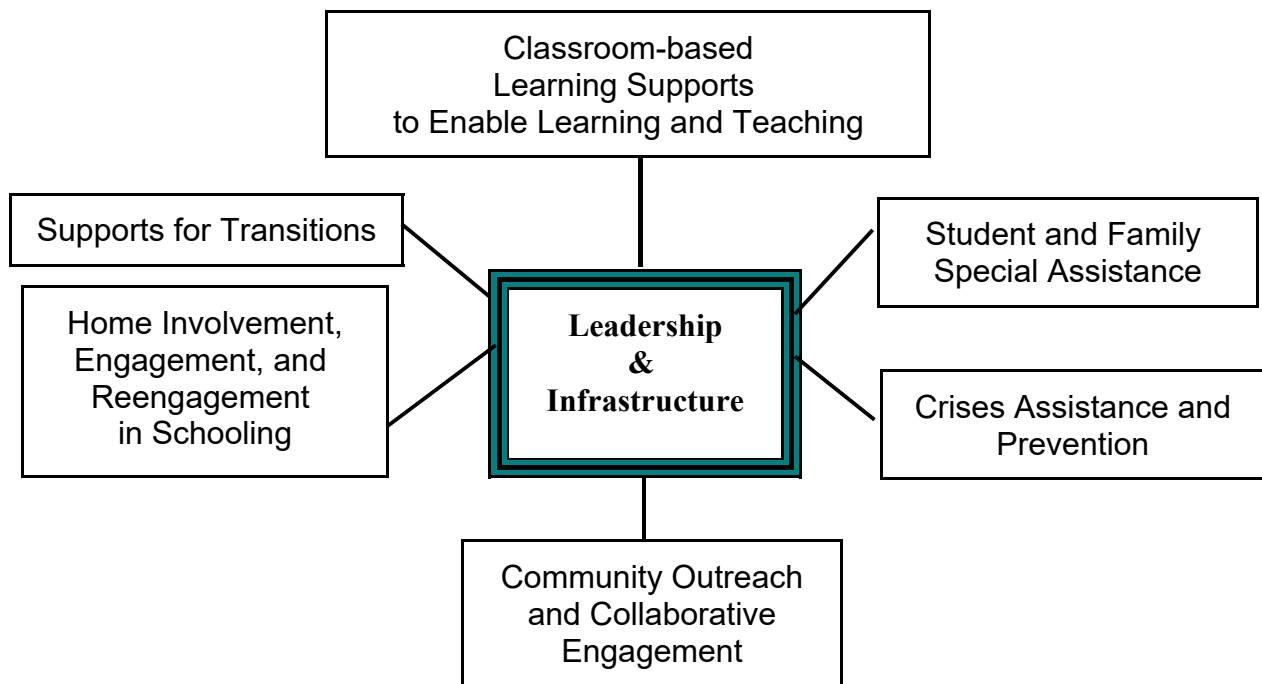 Classroom-based
Learning Supports
to Enable Learning and Teaching
Supports for Transitions
Student and Family
Special Assistance
Home Involvement,
Engagement, and
Reengagement
in Schooling
Leadership
&
Infrastructure
Crises Assistance and
Prevention
Community Outreach
and Collaborative
Engagement